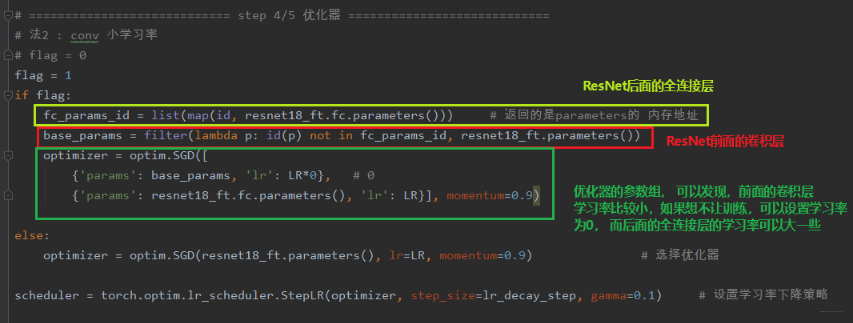 # =========================== step 4/5 优化器 ===========================
# 法2 : conv 小学习率
# flag = 0
flag = 1
if flag:
ResNet后面的全连接层
fc_params_id = list(map(id, resnet18_ft.fc.parameters()))     # 返回的是parameters的 内存地址
base_params = filter(lambda p: id(p) not in fc_params_id, resnet18_ft.parameters())
ResNet前面的卷积层
optimizer = optim.SGD([
{'params': base_params, 'lr': LR*0},   # 0
{'params': resnet18_ft.fc.parameters(), 'lr': LR}], momentum=0.9)
优化器的参数组， 可以发现，前面的卷积层
学习率比较小，如果想不让训练，可以设置学习率
为0， 而后面的全连接层的学习率可以大一些
else:
optimizer = optim.SGD(resnet18_ft.parameters(), lr=LR, momentum=0.9)               # 选择优化器
scheduler = torch.optim.lr_scheduler.StepLR(optimizer, step_size=lr_decay_step, gamma=0.1)     # 设置学习率下降策略